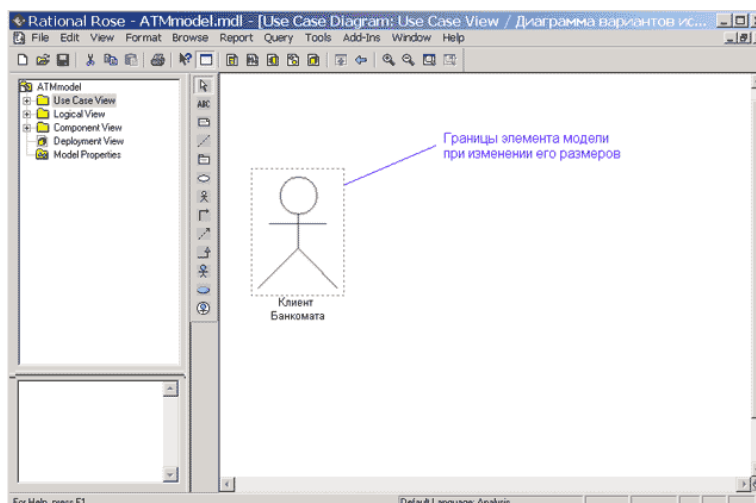 Rational Rose - ATMmodel.mdl - [Use Case Diagram: Use Case View / Диаграмма вариантов ис...
File Edit View Format Browse Report Query Tools Add-Ins Window Help
ABC
ATMmodel
Use Case View
Logical View
Component View
Deployment View
Model Properties
Границы элемента модели
при изменении его размеров
Клиент
Банкомата
For Help, press F1
Default Language: Analysis